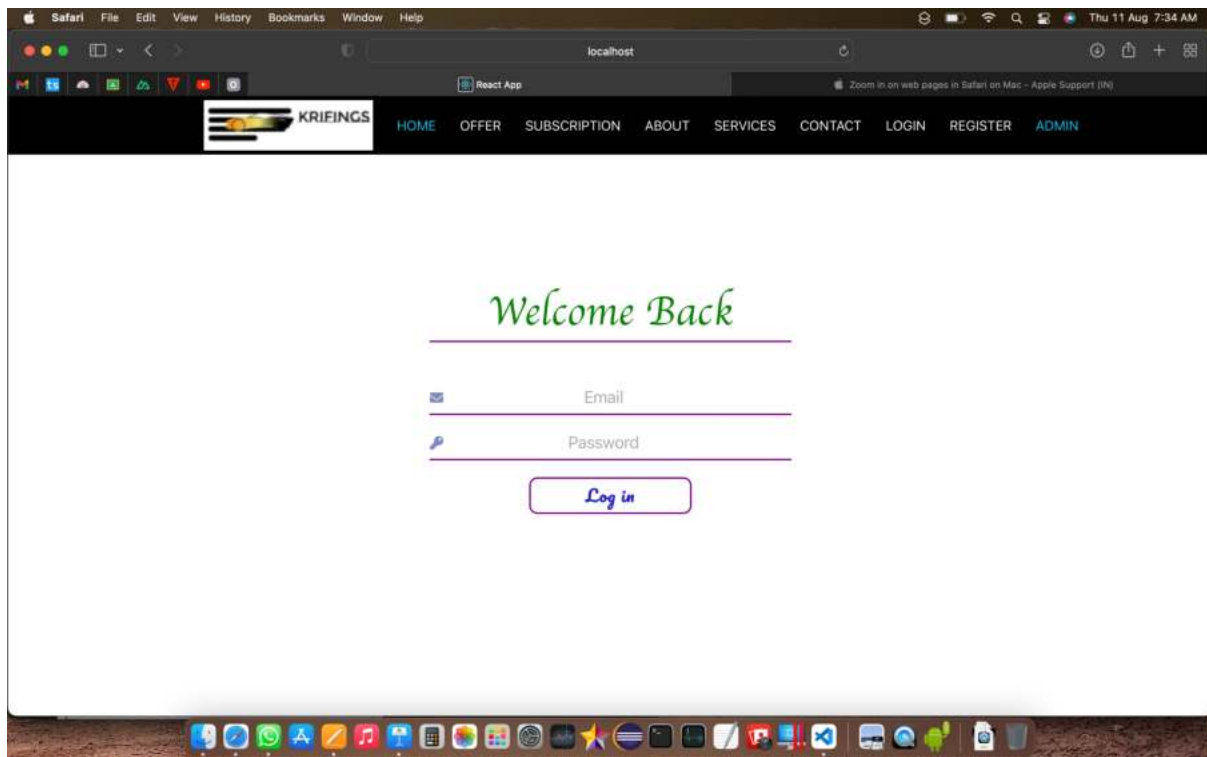 Safari File Edit View History Bookmarks Window Help Thu 11 Aug 7:34 AM
localhost
React App Zoom in on web pages in Safari on Mac - Apple Support (IN)
KRIFINGS HOME OFFER SUBSCRIPTION ABOUT SERVICES CONTACT LOGIN REGISTER ADMIN
Welcome Back
Email
Password
Log in